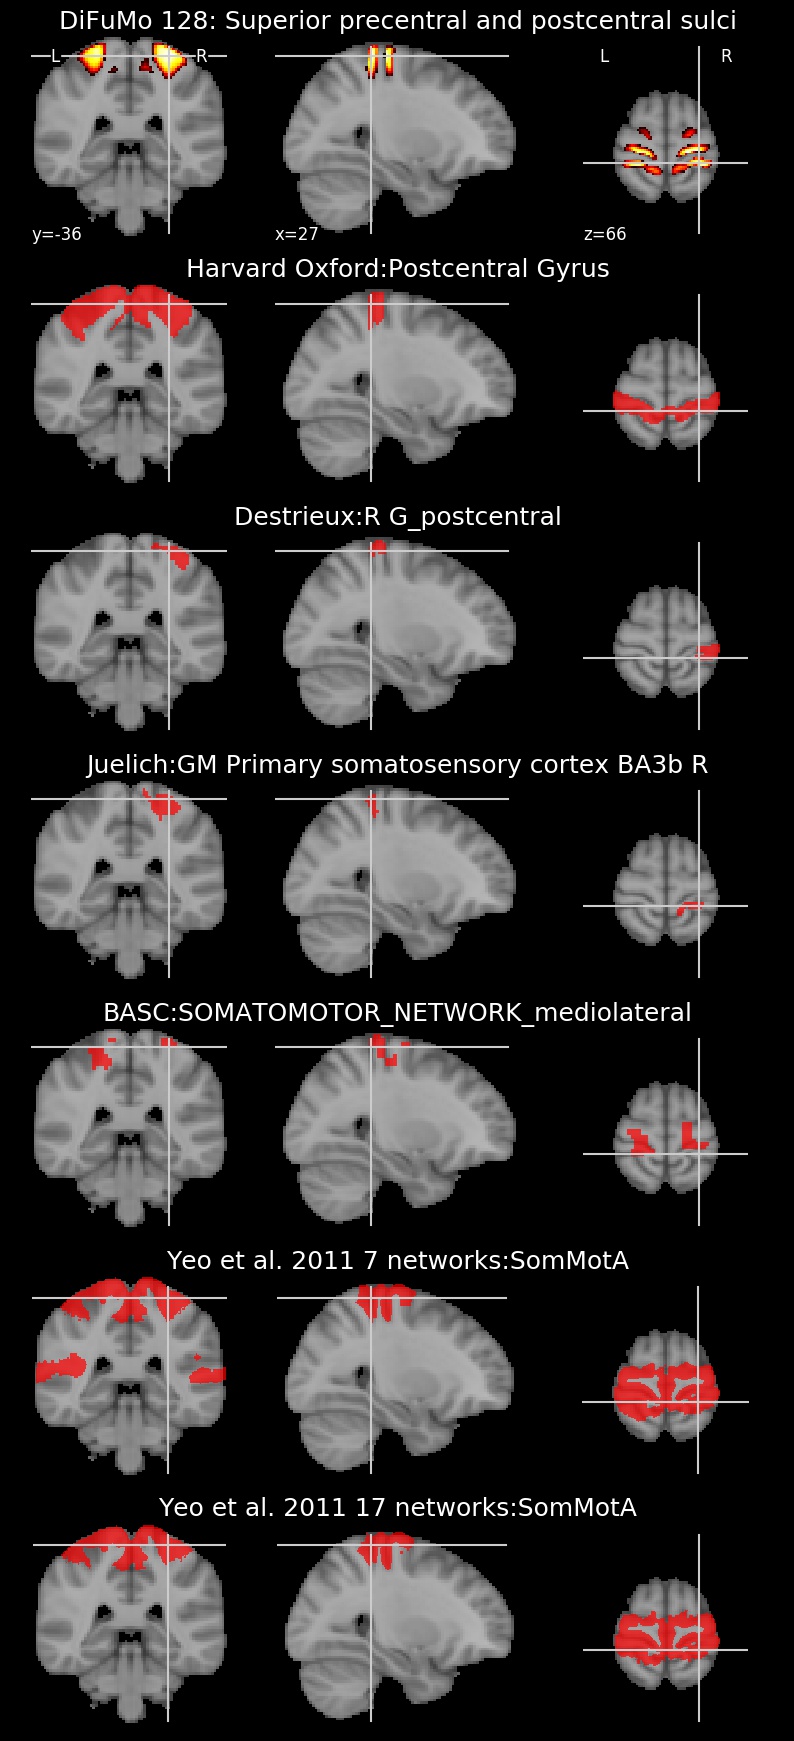 DiFuMo 128: Superior precentral and postcentral sulci
L R L R
y=-36 x=27 z=66
Harvard Oxford:Postcentral Gyrus
Destrieux:R G_postcentral
Juelich:GM Primary somatosensory cortex BA3b R
BASC:SOMATOMOTOR_NETWORK_mediolateral
Yeo et al. 2011 7 networks:SomMotA
Yeo et al. 2011 17 networks:SomMotA